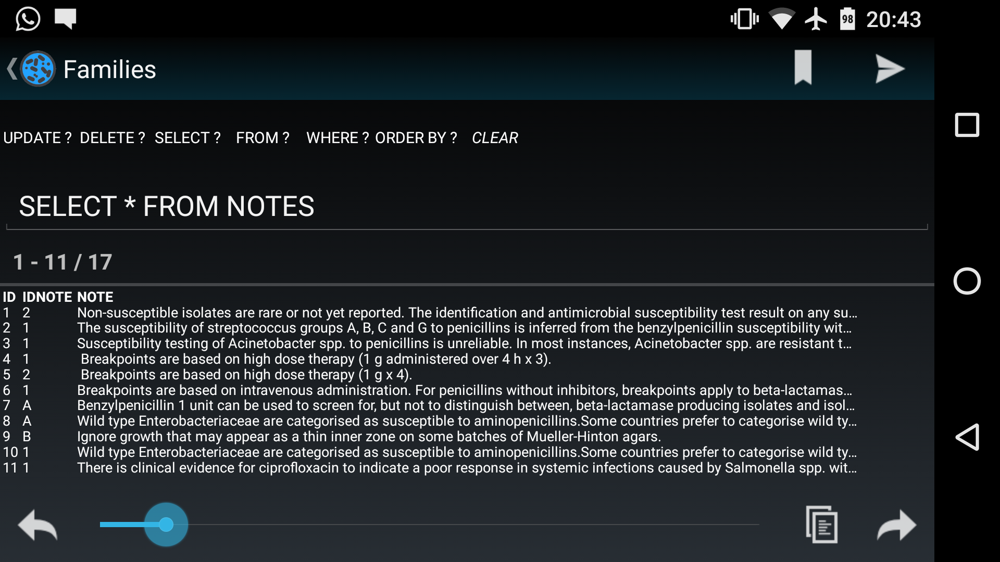 98 20:43
Families
UPDATE ? DELETE ? SELECT ? FROM ? WHERE ? ORDER BY ? CLEAR
SELECT * FROM NOTES
1 - 11 / 17
ID IDNOTE NOTE
1 2 Non-susceptible isolates are rare or not yet reported. The identification and antimicrobial susceptibility test result on any su...
2 1 The susceptibility of streptococcus groups A, B, C and G to penicillins is inferred from the benzylpenicillin susceptibility wit...
3 1 Susceptibility testing of Acinetobacter spp. to penicillins is unreliable. In most instances, Acinetobacter spp. are resistant t...
4 1 Breakpoints are based on high dose therapy (1 g administered over 4 h x 3).
5 2 Breakpoints are based on high dose therapy (1 g x 4).
6 1 Breakpoints are based on intravenous administration. For penicillins without inhibitors, breakpoints apply to beta-lactamas...
7 A Benzylpenicillin 1 unit can be used to screen for, but not to distinguish between, beta-lactamase producing isolates and isol...
8 A Wild type Enterobacteriaceae are categorised as susceptible to aminopenicillins.Some countries prefer to categorise wild ty...
9 B Ignore growth that may appear as a thin inner zone on some batches of Mueller-Hinton agars.
10 1 Wild type Enterobacteriaceae are categorised as susceptible to aminopenicillins.Some countries prefer to categorise wild ty...
11 1 There is clinical evidence for ciprofloxacin to indicate a poor response in systemic infections caused by Salmonella spp. wit...